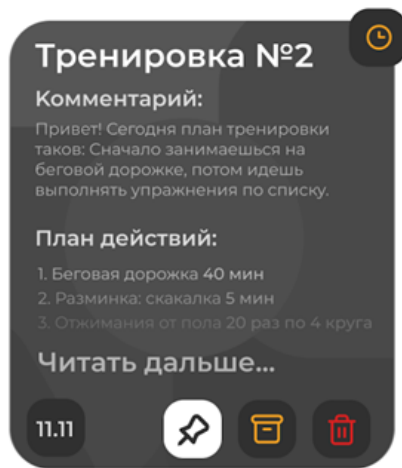 Тренировка №2
Комментарий:
Привет! Сегодня план тренировки
таков: Сначало занимаешься на
беговой дорожке, потом идешь
выполнять упражнения по списку.
План действий:
1. Беговая дорожка 40 мин
2. Разминка: скакалка 5 мин
3. Отжимания от пола 20 раз по 4 круга
Читать дальше...
11.11